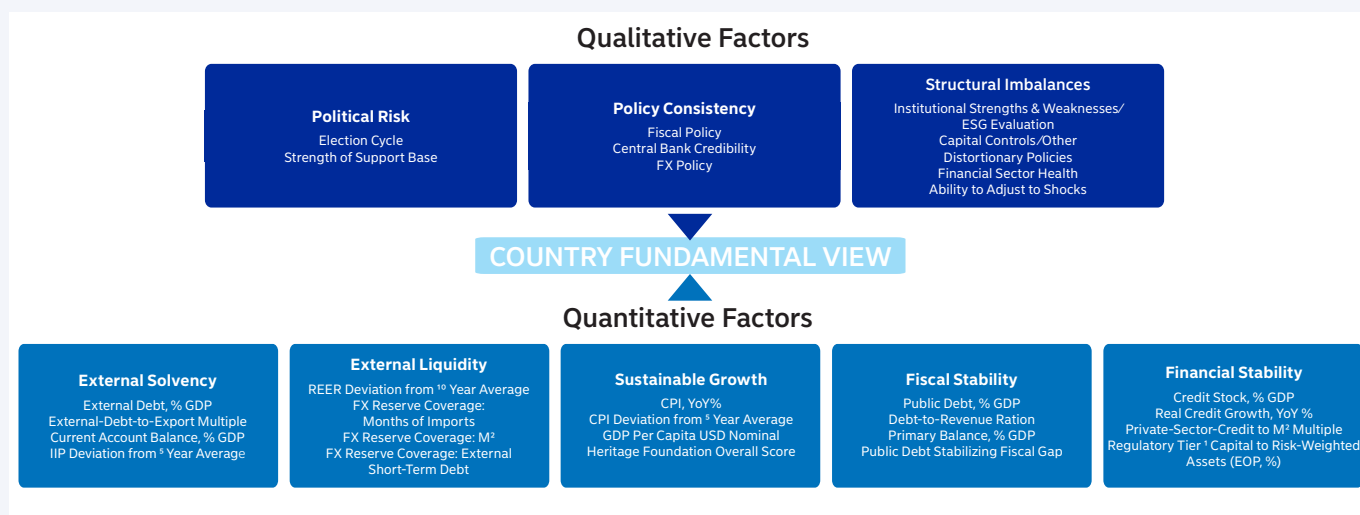 Qualitative Factors
Political Risk
Election Cycle
Strength of Support Base
Policy Consistency
Fiscal Policy
Central Bank Credibility
FX Policy
Structural Imbalances
Institutional Strengths & Weaknesses/
ESG Evaluation
Capital Controls/Other
Distortionary Policies
Financial Sector Health
Ability to Adjust to Shocks
COUNTRY FUNDAMENTAL VIEW
Quantitative Factors
External Solvency
External Debt, % GDP
External-Debt-to-Export Multiple
Current Account Balance, % GDP
IIP Deviation from ⁵ Year Average
External Liquidity
REER Deviation from ¹⁰ Year Average
FX Reserve Coverage:
Months of Imports
FX Reserve Coverage: M²
FX Reserve Coverage: External
Short-Term Debt
Sustainable Growth
CPI, YoY%
CPI Deviation from ⁵ Year Average
GDP Per Capita USD Nominal
Heritage Foundation Overall Score
Fiscal Stability
Public Debt, % GDP
Debt-to-Revenue Ration
Primary Balance, % GDP
Public Debt Stabilizing Fiscal Gap
Financial Stability
Credit Stock, % GDP
Real Credit Growth, YoY %
Private-Sector-Credit to M² Multiple
Regulatory Tier ¹ Capital to Risk-Weighted
Assets (EOP, %)